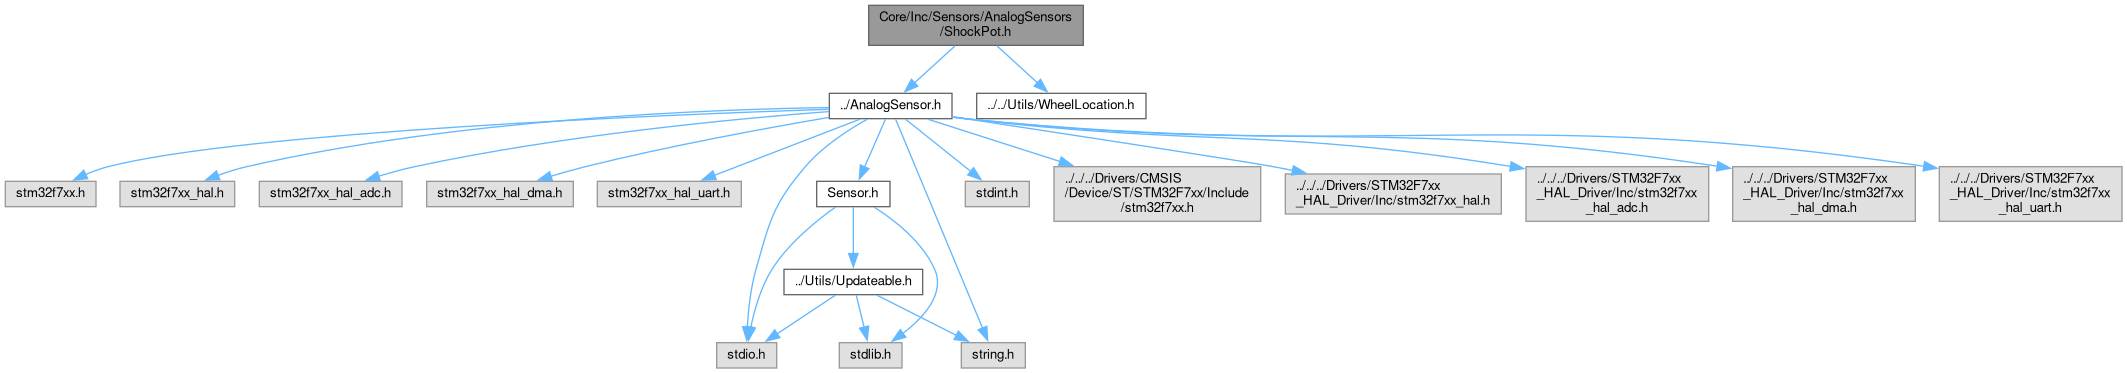 Core/Inc/Sensors/AnalogSensors
/ShockPot.h
../AnalogSensor.h
../../Utils/WheelLocation.h
stm32f7xx.h
stm32f7xx_hal.h
stm32f7xx_hal_adc.h
stm32f7xx_hal_dma.h
stm32f7xx_hal_uart.h
Sensor.h
stdint.h
../../../Drivers/CMSIS
/Device/ST/STM32F7xx/Include
/stm32f7xx.h
../../../Drivers/STM32F7xx
_HAL_Driver/Inc/stm32f7xx_hal.h
../../../Drivers/STM32F7xx
_HAL_Driver/Inc/stm32f7xx
_hal_adc.h
../../../Drivers/STM32F7xx
_HAL_Driver/Inc/stm32f7xx
_hal_dma.h
../../../Drivers/STM32F7xx
_HAL_Driver/Inc/stm32f7xx
_hal_uart.h
../Utils/Updateable.h
stdio.h
stdlib.h
string.h